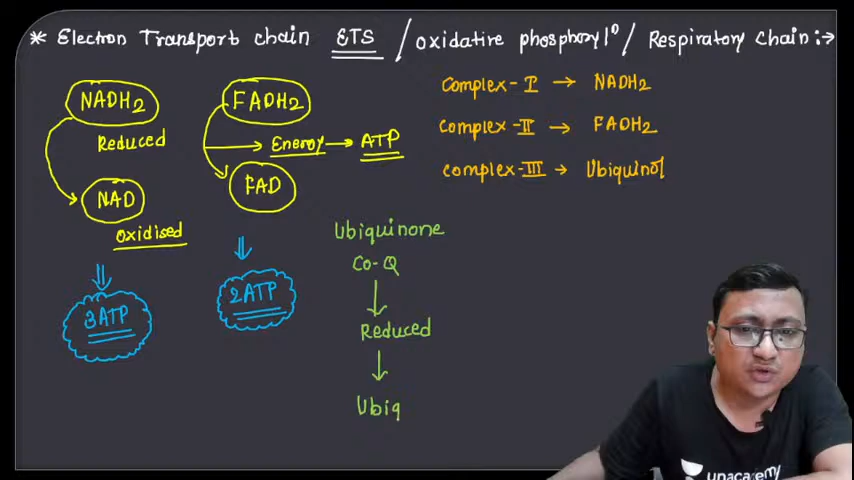 * Electron Transport chain ETS / oxidative phosphoryl^n / Respiratory Chain :→
NADH2
Reduced
NAD
Oxidised
3ATP
FADH2
Energy → ATP
FAD
2ATP
Complex - I → NADH2
Complex - II → FADH2
Complex - III → Ubiquinol
Ubiquinone
Co-Q
Reduced
Ubiq
unacademy